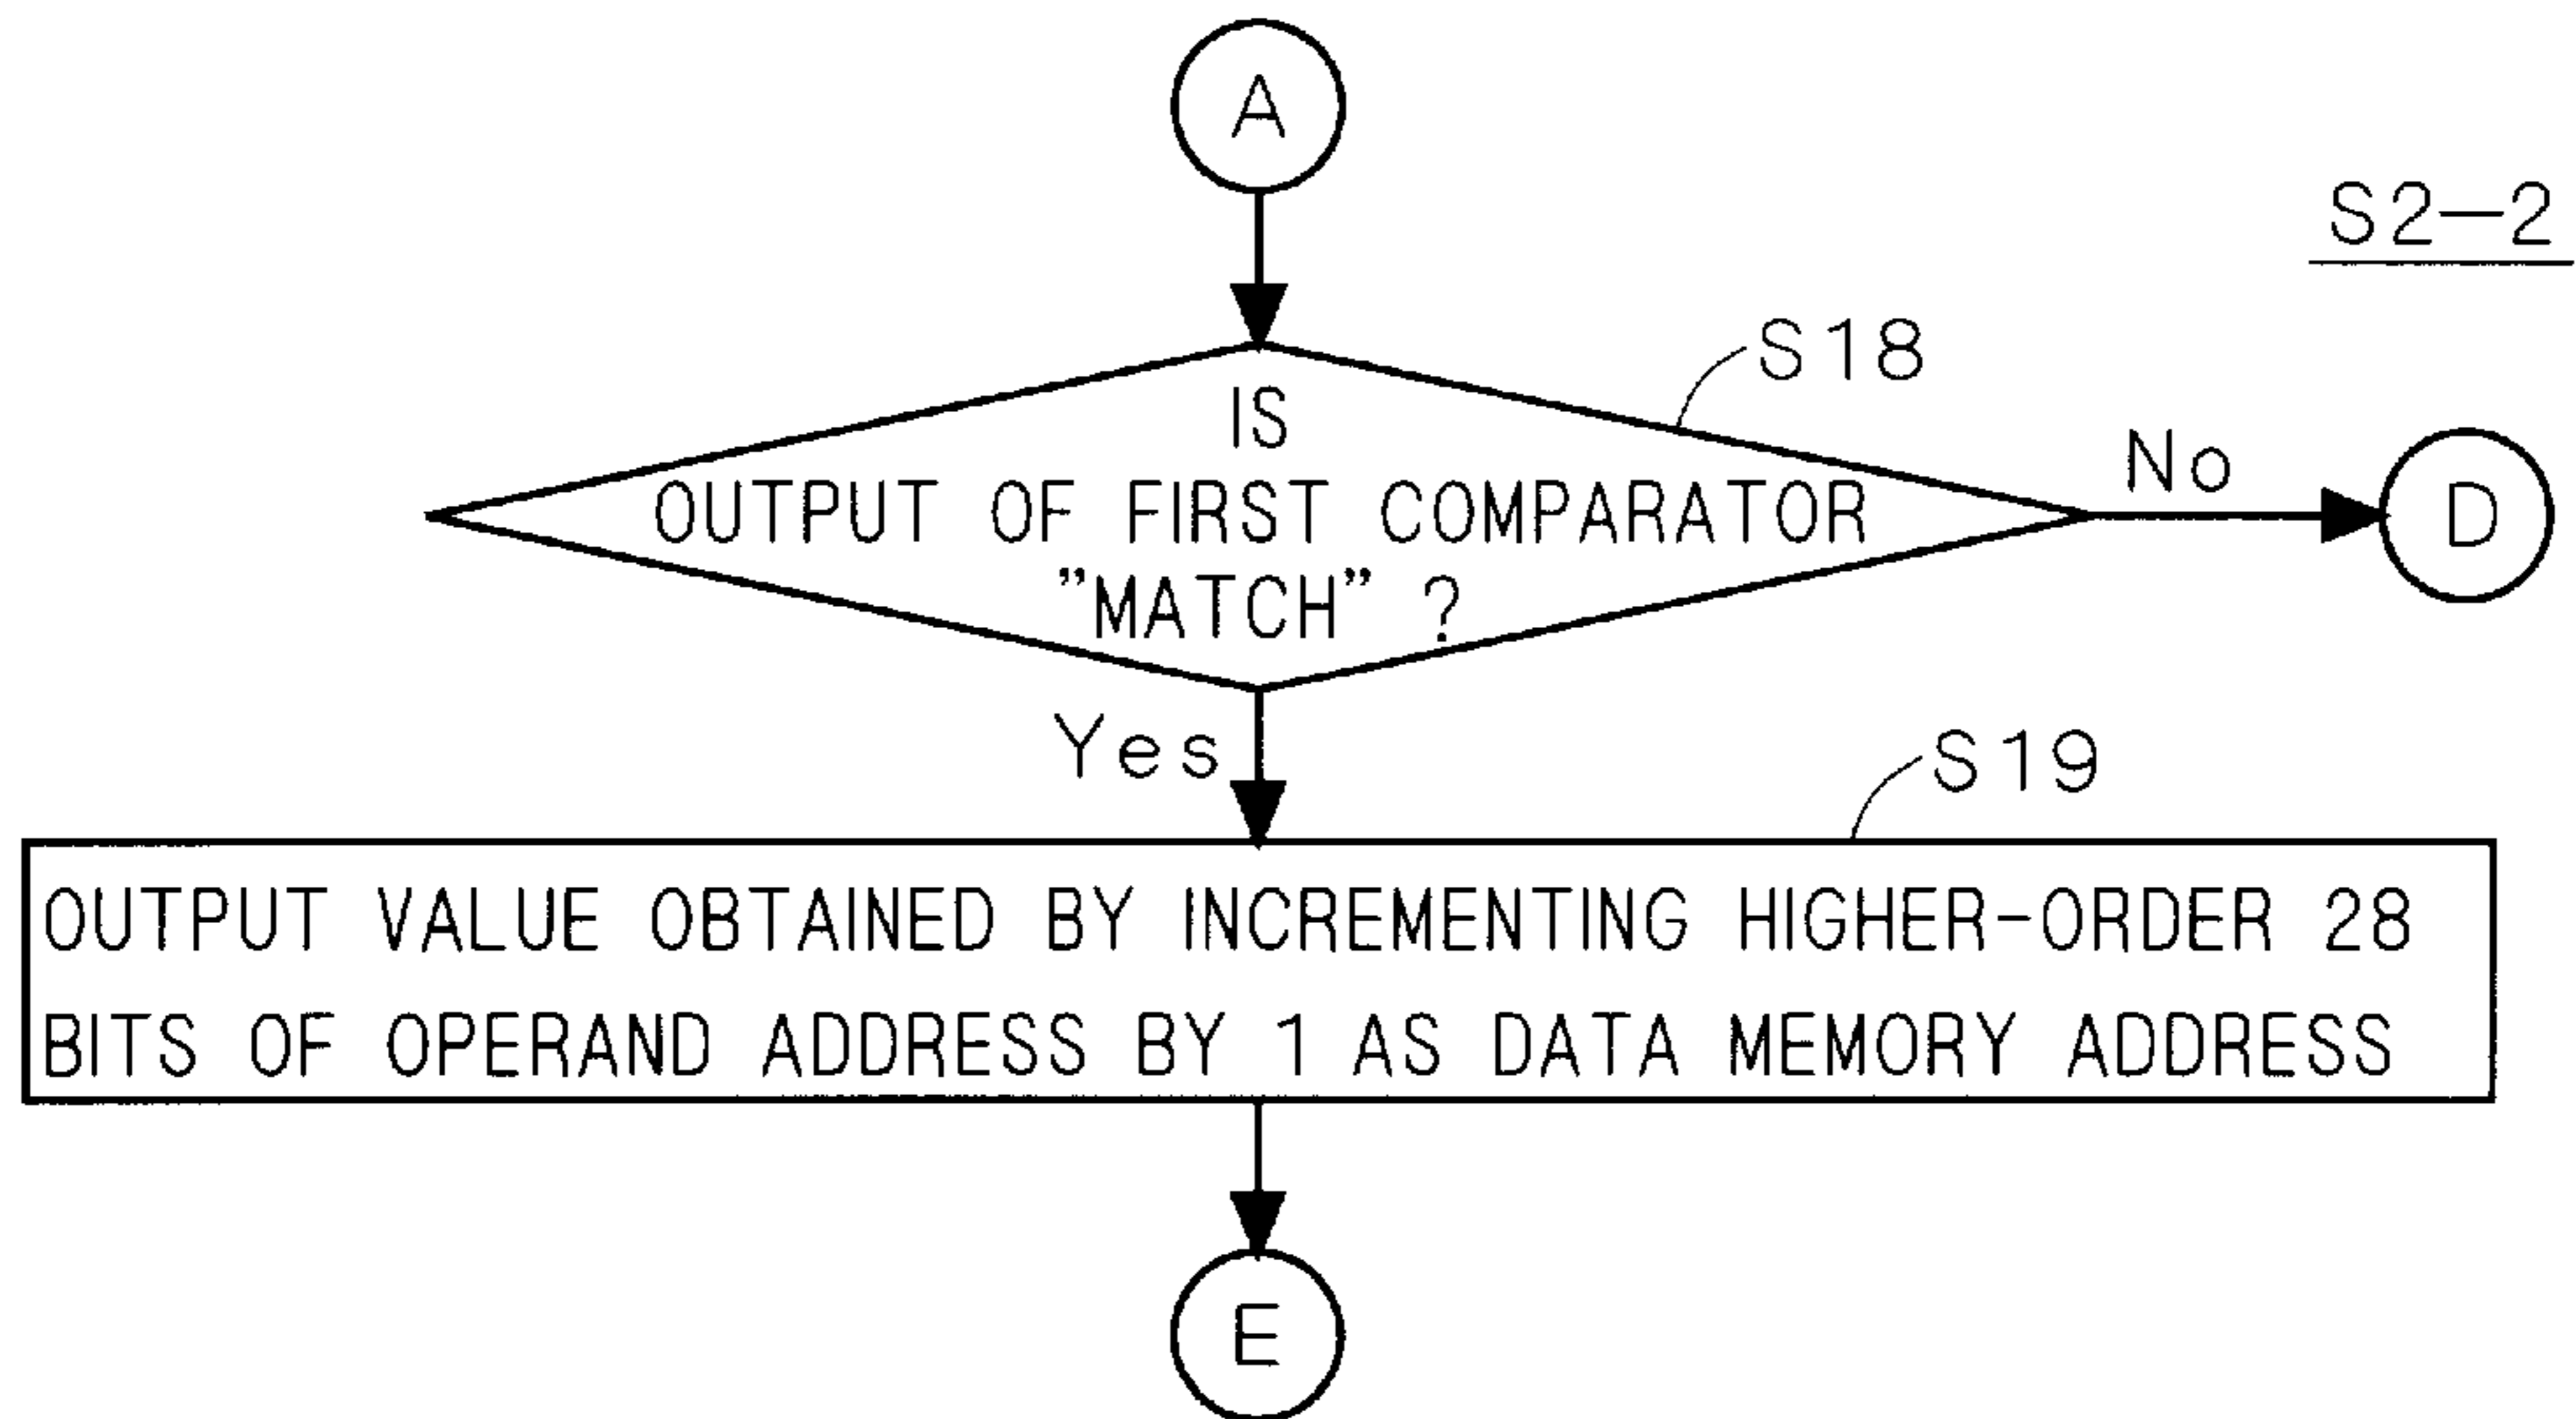 A
S2-2
S18
IS
OUTPUT OF FIRST COMPARATOR
"MATCH" ?
No
D
Yes
S19
OUTPUT VALUE OBTAINED BY INCREMENTING HIGHER-ORDER 28
BITS OF OPERAND ADDRESS BY 1 AS DATA MEMORY ADDRESS
E